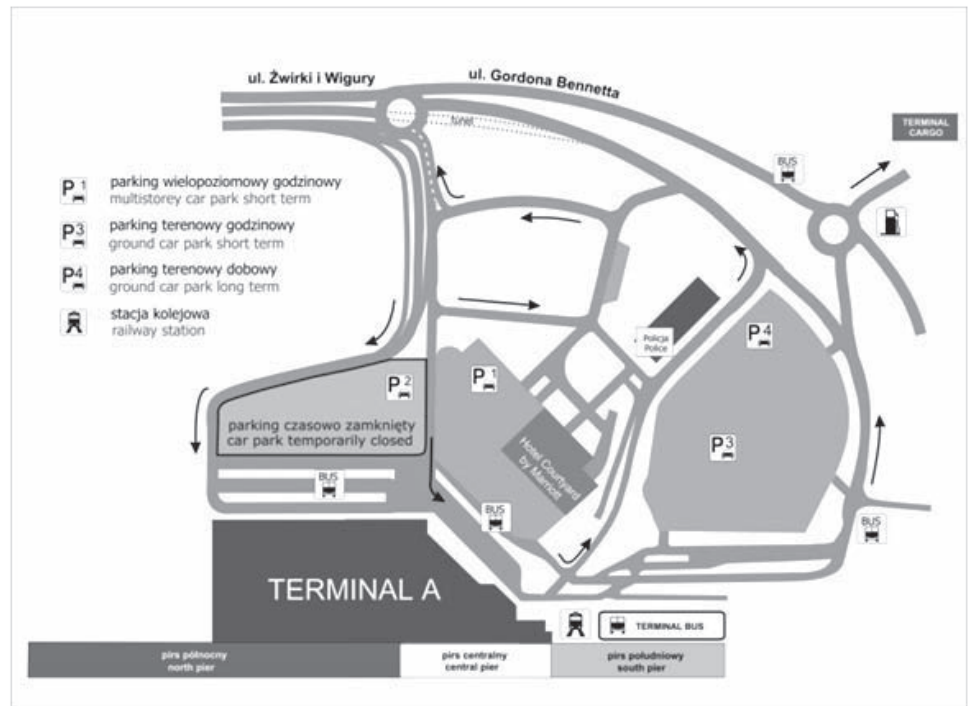 ul. Żwirki i Wigury
ul. Gordona Bennetta
tunel
TERMINAL
CARGO
BUS
P1
parking wielopoziomowy godzinowy
multistorey car park short term
P3
parking terenowy godzinowy
ground car park short term
P4
parking terenowy dobowy
ground car park long term
stacja kolejowa
railway station
Policja
Police
P4
P1
P2
parking czasowo zamknięty
car park temporarily closed
P3
Hotel Courtyard
by Marriott
BUS
BUS
BUS
TERMINAL A
TERMINAL BUS
pirs północny
north pier
pirs centralny
central pier
pirs południowy
south pier